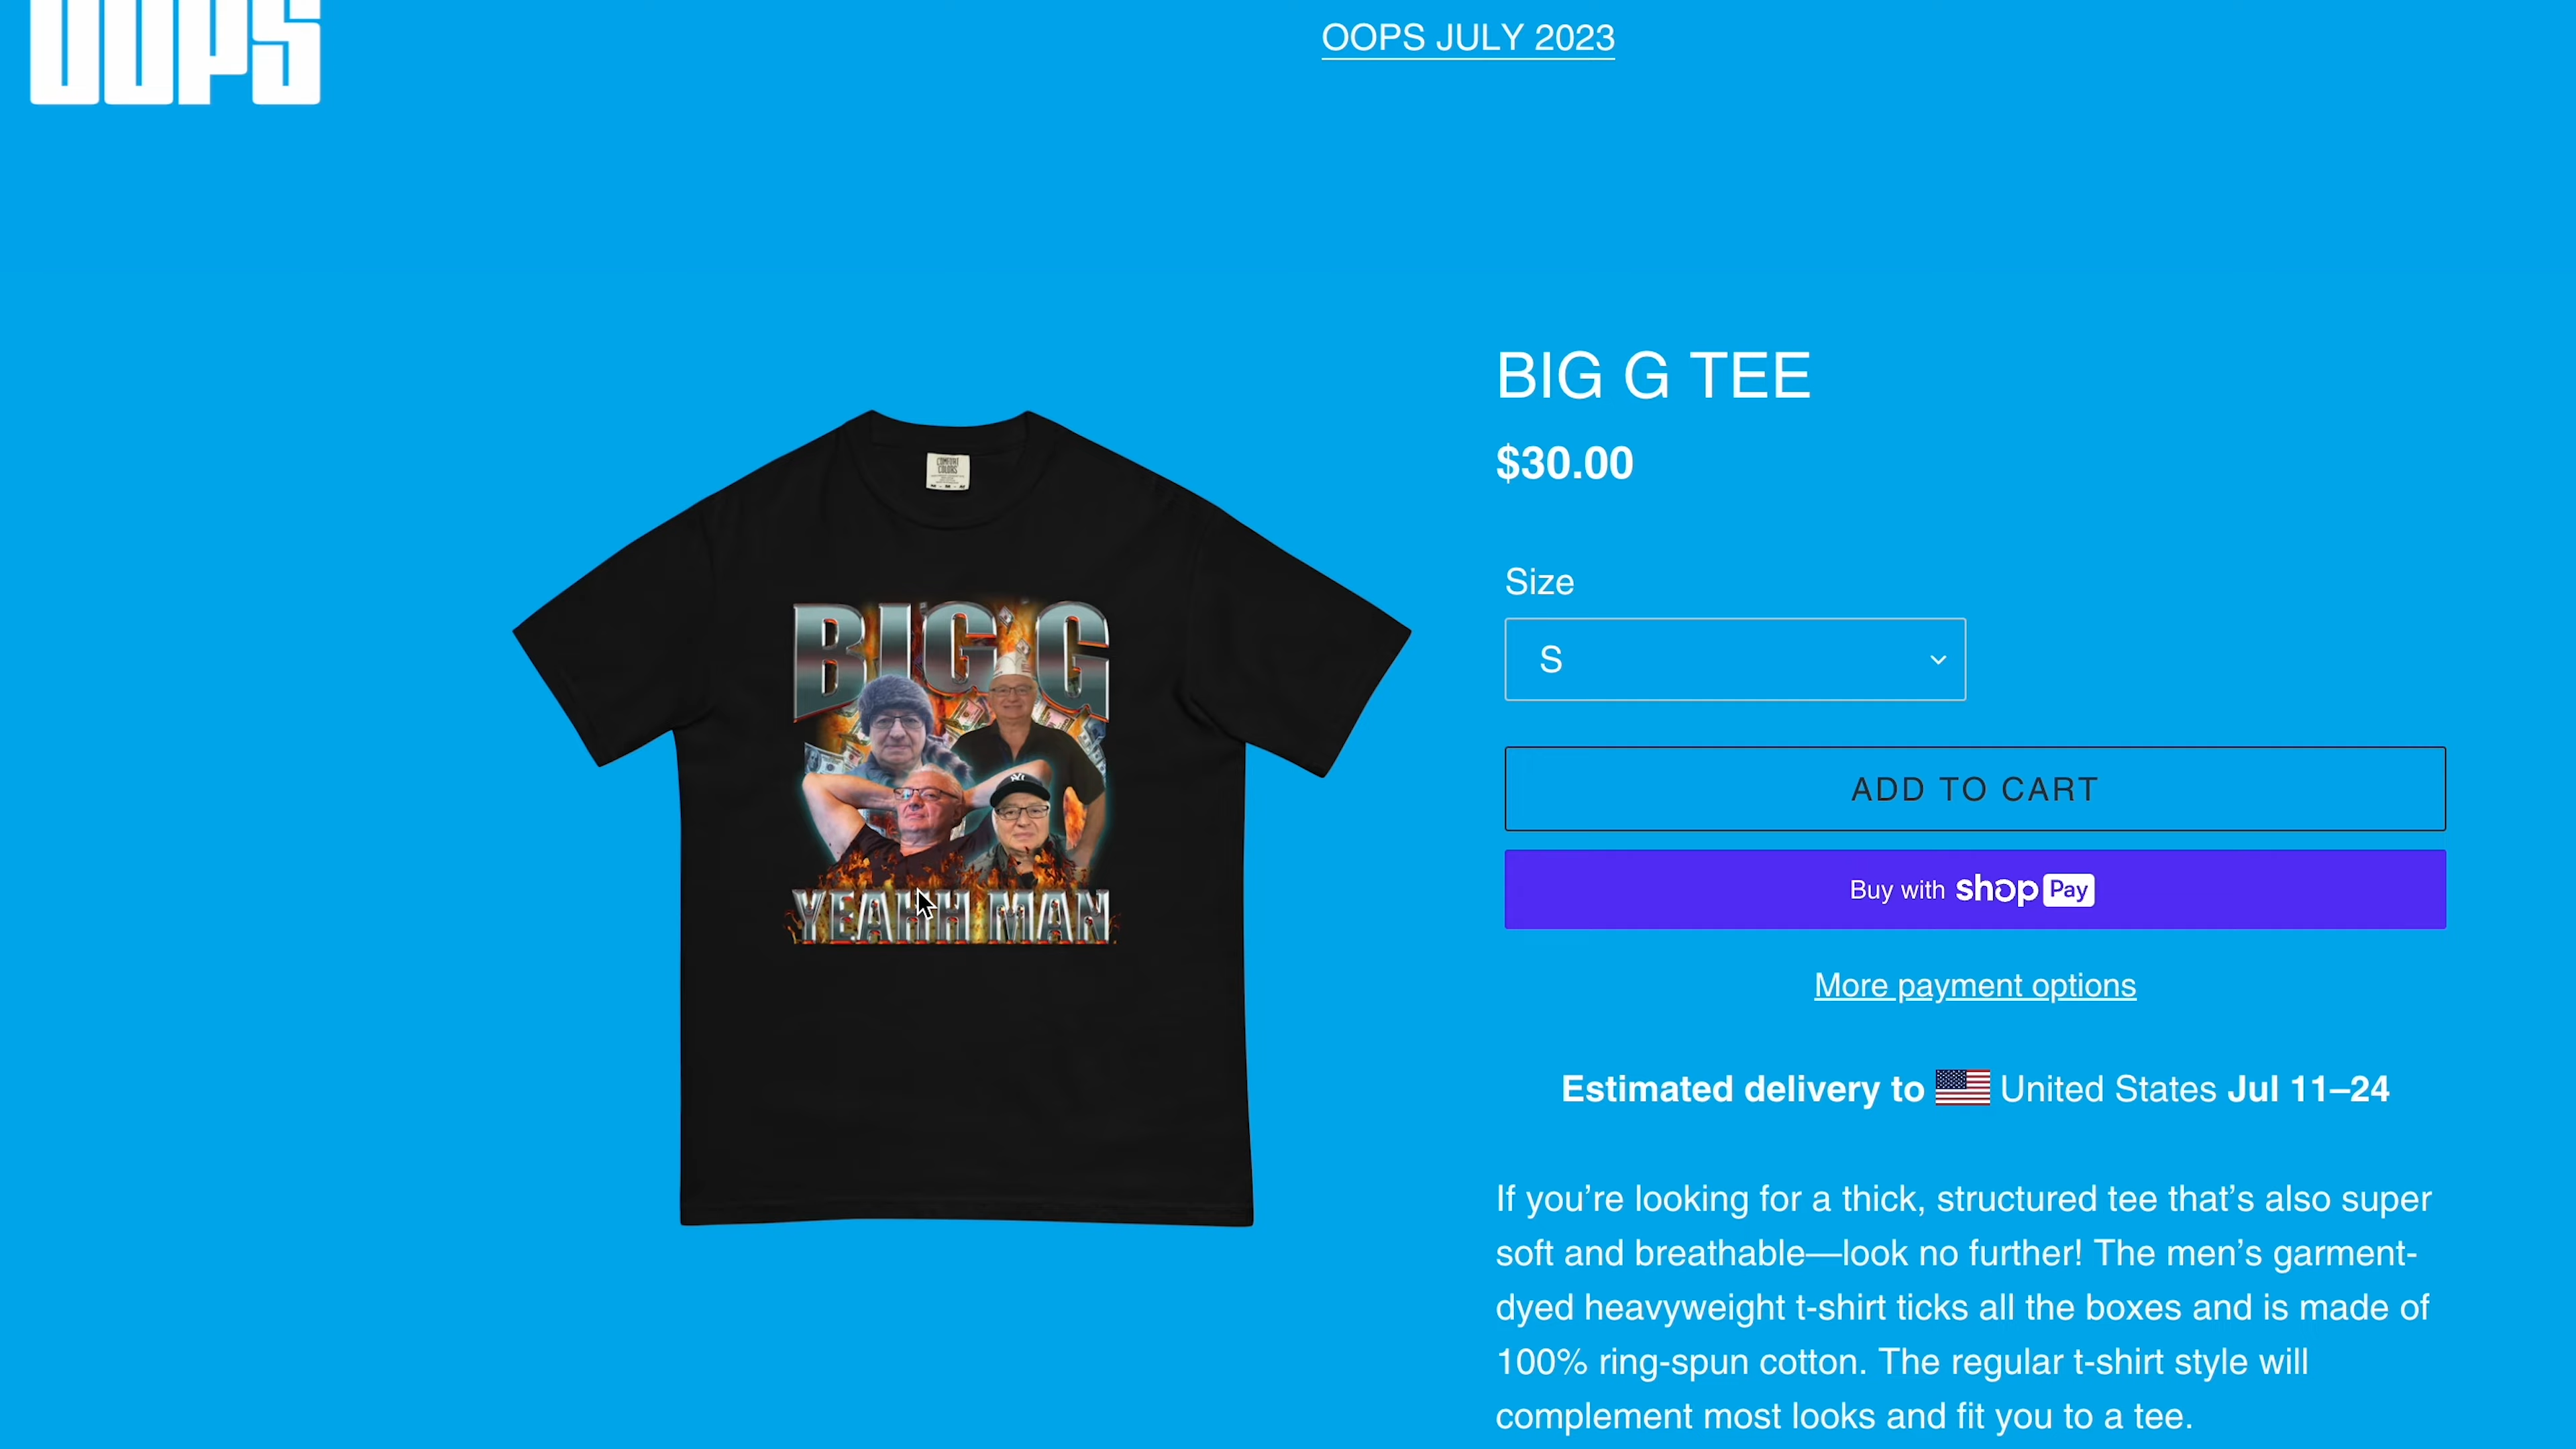 OOPS
OOPS JULY 2023
BIG G TEE
$30.00
Size
S
ADD TO CART
Buy with shop Pay
More payment options
Estimated delivery to United States Jul 11–24
If you’re looking for a thick, structured tee that’s also super
soft and breathable—look no further! The men’s garment-
dyed heavyweight t-shirt ticks all the boxes and is made of
100% ring-spun cotton. The regular t-shirt style will
complement most looks and fit you to a tee.
COMFORT
COLORS
BIG G
YEAHH MAN